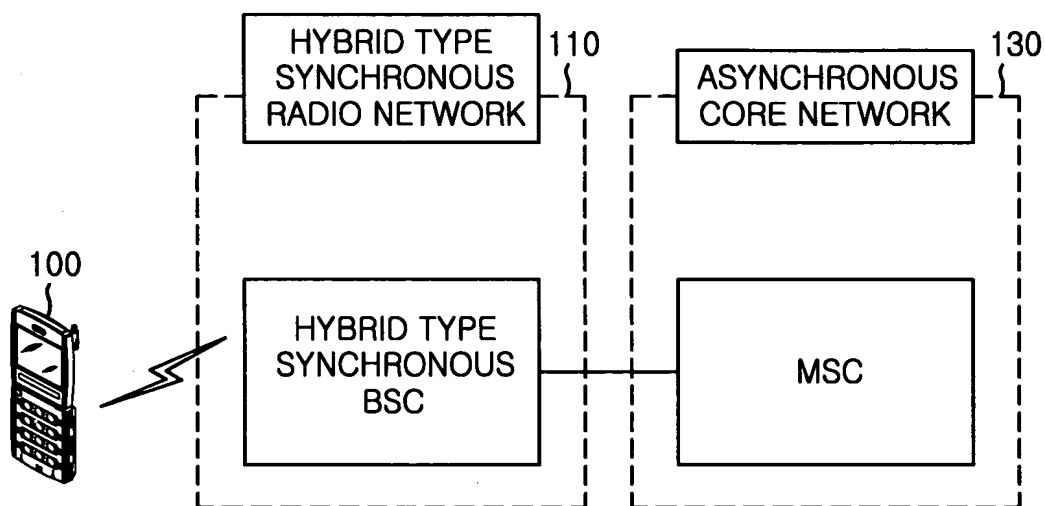 HYBRID TYPE
SYNCHRONOUS
RADIO NETWORK
110
ASYNCHRONOUS
CORE NETWORK
130
100
HYBRID TYPE
SYNCHRONOUS
BSC
MSC